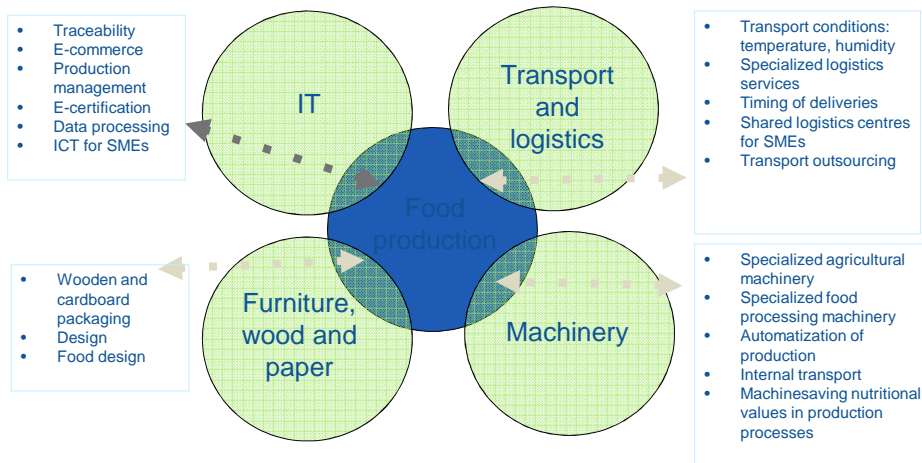 • Traceability
• E-commerce
• Production
management
• E-certification
• Data processing
• ICT for SMEs
IT
Transport
and
logistics
• Transport conditions:
temperature, humidity
• Specialized logistics
services
• Timing of deliveries
• Shared logistics centres
for SMEs
• Transport outsourcing
Food
production
• Wooden and
cardboard
packaging
• Design
• Food design
Furniture,
wood and
paper
Machinery
• Specialized agricultural
machinery
• Specialized food
processing machinery
• Automatization of
production
• Internal transport
• Machinesaving nutritional
values in production
processes